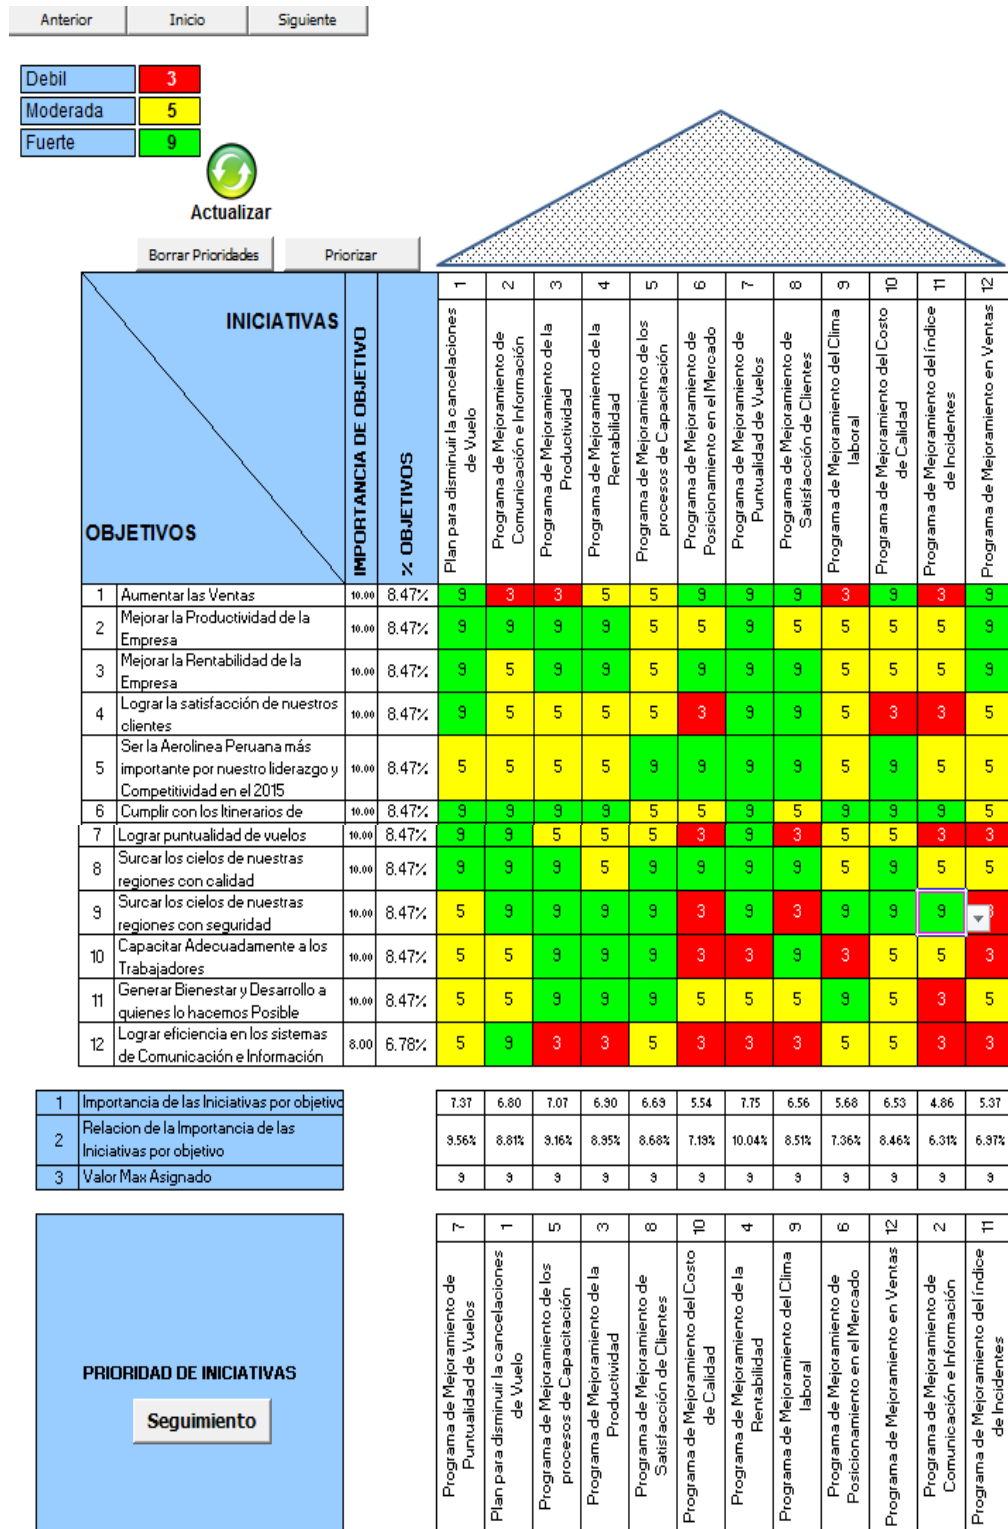 Anterior Inicio Siguiente
Debil 3
Moderada 5
Fuerte 9
Actualizar
Borrar Prioridades Priorizar
INICIATIVAS
OBJETIVOS
IMPORTANCIA DE OBJETIVO
% OBJETIVOS
1 2 3 4 5 6 7 8 9 10 11 12
Plan para disminuir la cancelaciones
de Vuelo
Programa de Mejoramiento de
Comunicación e Información
Programa de Mejoramiento de la
Productividad
Programa de Mejoramiento de la
Rentabilidad
Programa de Mejoramiento de los
procesos de Capacitación
Programa de Mejoramiento de
Posicionamiento en el Mercado
Programa de Mejoramiento de
Puntualidad de Vuelos
Programa de Mejoramiento de
Satisfacción de Clientes
Programa de Mejoramiento del Clima
laboral
Programa de Mejoramiento del Costo
de Calidad
Programa de Mejoramiento del índice
de Incidentes
Programa de Mejoramiento en Ventas
1 Aumentar las Ventas 10.00 8.47% 9 3 3 5 5 9 9 9 3 9 3 9
2 Mejorar la Productividad de la
Empresa 10.00 8.47% 9 9 9 9 5 5 9 5 5 5 5 9
3 Mejorar la Rentabilidad de la
Empresa 10.00 8.47% 9 5 9 9 5 9 9 9 5 5 5 9
4 Lograr la satisfacción de nuestros
clientes 10.00 8.47% 9 5 5 5 5 3 9 9 5 3 3 5
5 Ser la Aerolinea Peruana más
importante por nuestro liderazgo y
Competitividad en el 2015 10.00 8.47% 5 5 5 5 9 9 9 9 5 9 5 5
6 Cumplir con los Itinerarios de 10.00 8.47% 9 9 9 9 5 5 9 5 9 9 9 5
7 Lograr puntualidad de vuelos 10.00 8.47% 9 9 5 5 5 3 9 3 5 5 3 3
8 Surcar los cielos de nuestras
regiones con calidad 10.00 8.47% 9 9 9 5 9 9 9 9 5 9 5 5
9 Surcar los cielos de nuestras
regiones con seguridad 10.00 8.47% 5 9 9 9 9 3 9 3 9 9 9
10 Capacitar Adecuadamente a los
Trabajadores 10.00 8.47% 5 5 9 9 9 3 3 9 3 5 5 3
11 Generar Bienestar y Desarrollo a
quienes lo hacemos Posible 10.00 8.47% 5 5 9 9 9 5 5 5 9 5 3 5
12 Lograr eficiencia en los sistemas
de Comunicación e Información 8.00 6.78% 5 9 3 3 5 3 3 3 5 5 3 3
1 Importancia de las Iniciativas por objetivo 7.37 6.80 7.07 6.90 6.69 5.54 7.75 6.56 5.68 6.53 4.86 5.37
2 Relacion de la Importancia de las
Iniciativas por objetivo 9.56% 8.81% 9.16% 8.95% 8.68% 7.19% 10.04% 8.51% 7.36% 8.46% 6.31% 6.97%
3 Valor Max Asignado 9 9 9 9 9 9 9 9 9 9 9 9
PRIORIDAD DE INICIATIVAS
Seguimiento
7 1 5 3 8 10 4 9 6 12 2 11
Programa de Mejoramiento de
Puntualidad de Vuelos
Plan para disminuir la cancelaciones
de Vuelo
Programa de Mejoramiento de los
procesos de Capacitación
Programa de Mejoramiento de la
Productividad
Programa de Mejoramiento de
Satisfacción de Clientes
Programa de Mejoramiento del Costo
de Calidad
Programa de Mejoramiento de la
Rentabilidad
Programa de Mejoramiento del Clima
laboral
Programa de Mejoramiento de
Posicionamiento en el Mercado
Programa de Mejoramiento en Ventas
Programa de Mejoramiento de
Comunicación e Información
Programa de Mejoramiento del índice
de Incidentes